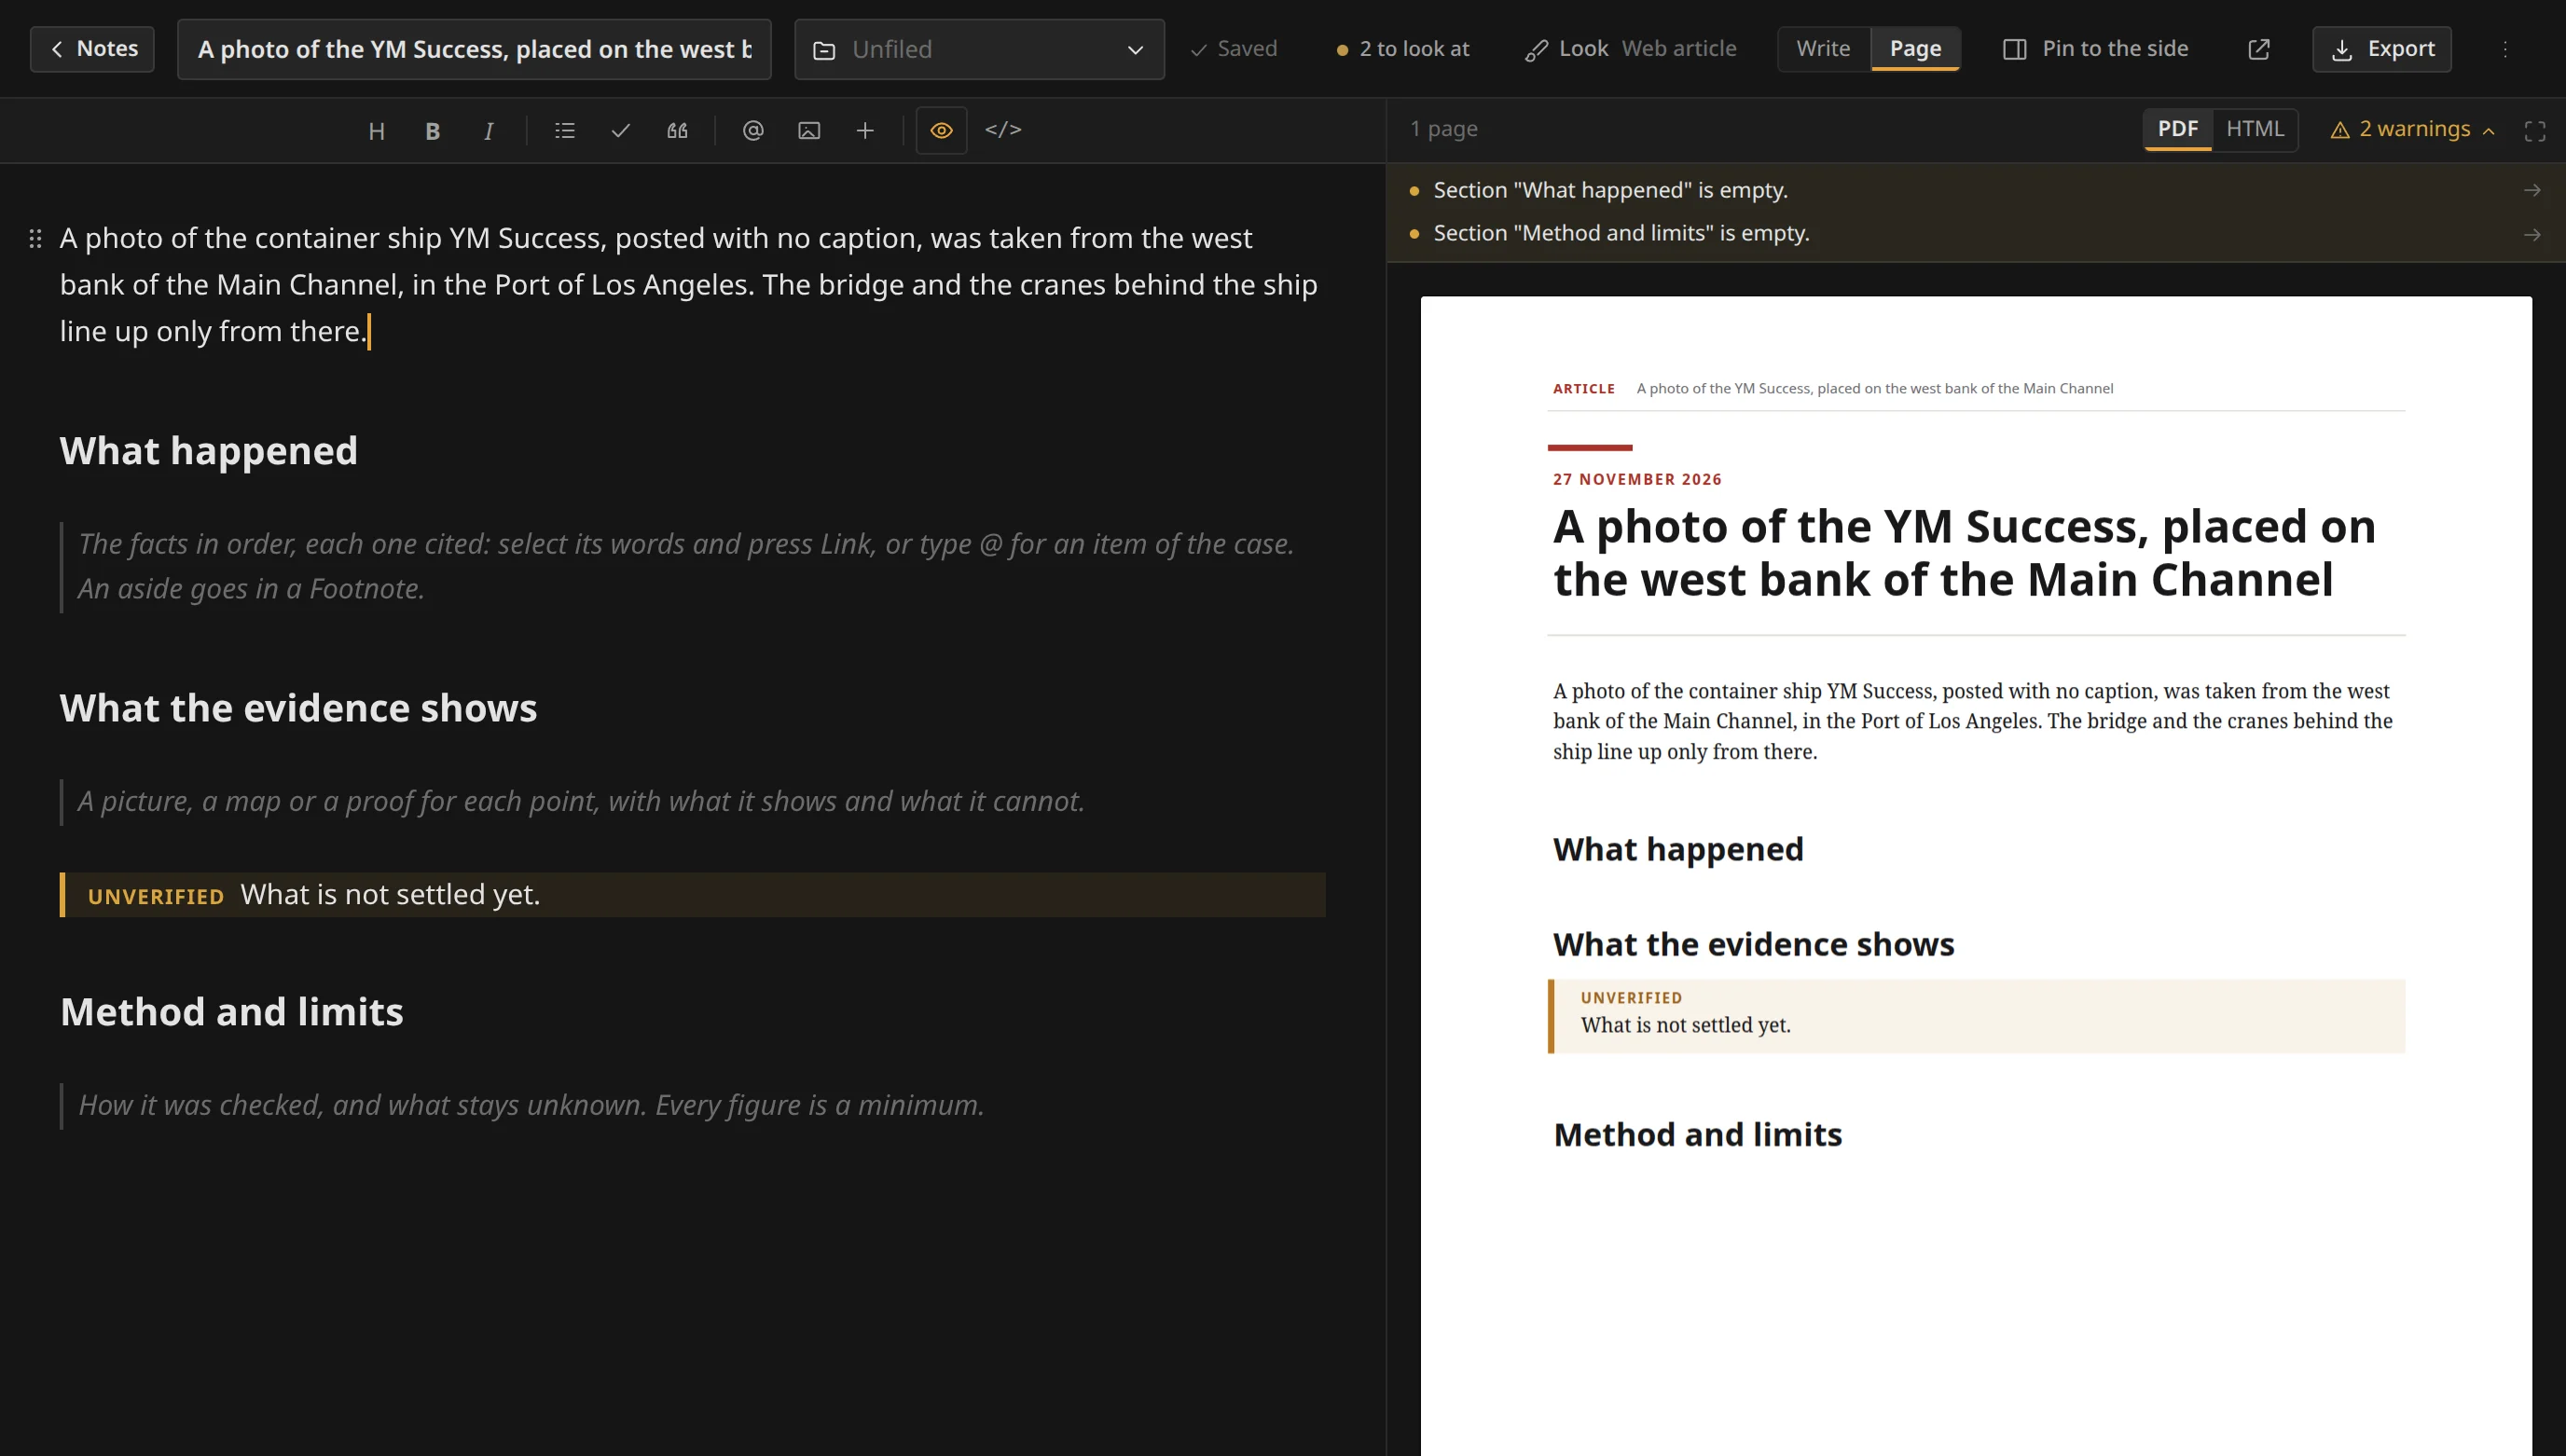 Notes
A photo of the YM Success, placed on the west b
Unfiled
Saved
2 to look at
Look Web article
Write
Page
Pin to the side
Export
H B I @ </>
1 page
PDF
HTML
2 warnings
Section "What happened" is empty.
Section "Method and limits" is empty.
A photo of the container ship YM Success, posted with no caption, was taken from the west
bank of the Main Channel, in the Port of Los Angeles. The bridge and the cranes behind the ship
line up only from there.
What happened
The facts in order, each one cited: select its words and press Link, or type @ for an item of the case.
An aside goes in a Footnote.
What the evidence shows
A picture, a map or a proof for each point, with what it shows and what it cannot.
UNVERIFIED What is not settled yet.
Method and limits
How it was checked, and what stays unknown. Every figure is a minimum.
ARTICLE A photo of the YM Success, placed on the west bank of the Main Channel
27 NOVEMBER 2026
A photo of the YM Success, placed on
the west bank of the Main Channel
A photo of the container ship YM Success, posted with no caption, was taken from the west
bank of the Main Channel, in the Port of Los Angeles. The bridge and the cranes behind the
ship line up only from there.
What happened
What the evidence shows
UNVERIFIED
What is not settled yet.
Method and limits